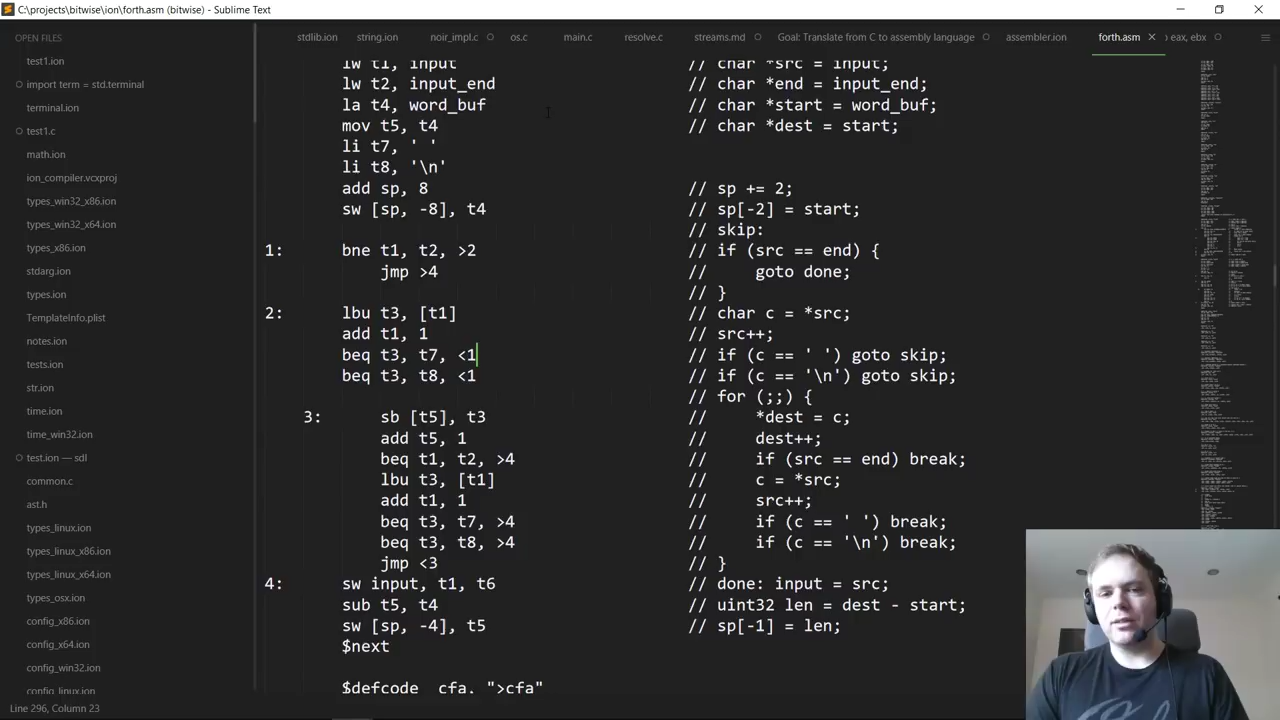 C:\projects\bitwise\ion\forth.asm (bitwise) - Sublime Text
OPEN FILES
stdlib.ion string.ion noir_impl.c os.c main.c resolve.c streams.md Goal: Translate from C to assembly language assembler.ion forth.asm eax, ebx
test1.ion
import term = std.terminal
terminal.ion
test1.c
math.ion
ion_compiler.vcxproj
types_win32_x86.ion
types_win32_x64.ion
types_x86.ion
stdarg.ion
types.ion
TemplateInfo.plist
notes.ion
tests.ion
str.ion
time.ion
time_win32.ion
test.ion — sdl
common.c
ast.h
types_linux.ion
types_linux_x86.ion
types_linux_x64.ion
types_osx.ion
config_x86.ion
config_x64.ion
config_win32.ion
config_linux.ion
lw t1, input // char *src = input;
lw t2, input_end // char *end = input_end;
la t4, word_buf // char *start = word_buf;
mov t5, t4 // char *dest = start;
li t7, ' '
li t8, '\n'
add sp, 8 // sp += 2;
sw [sp, -8], t4 // sp[-2] = start;
// skip:
1: bne t1, t2, >2 // if (src == end) {
jmp >4 // goto done;
// }
2: lbu t3, [t1] // char c = *src;
add t1, 1 // src++;
beq t3, t7, <1 // if (c == ' ') goto skip;
beq t3, t8, <1 // if (c == '\n') goto skip;
// for (;;) {
3: sb [t5], t3 // *dest = c;
add t5, 1 // dest++;
beq t1, t2, >4 // if (src == end) break;
lbu t3, [t1] // c = *src;
add t1, 1 // src++;
beq t3, t7, >4 // if(c == ' ') break;
beq t3, t8, >4 // if (c == '\n') break;
jmp <3 // }
4: sw input, t1, t6 // done: input = src;
sub t5, t4 // uint32 len = dest - start;
sw [sp, -4], t5 // sp[-1] = len;
$next
$defcode _cfa, ">cfa"
Line 296, Column 23